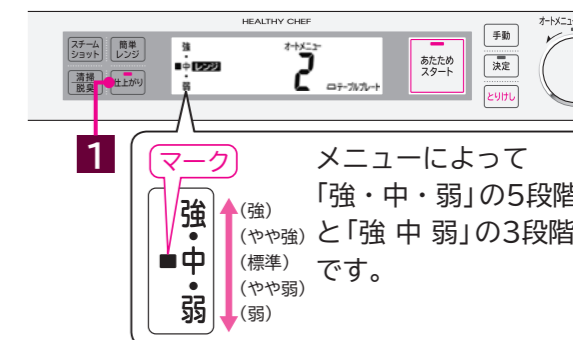 HEALTHY CHEF
スチーム
ショット
簡単
レンジ
清掃
脱臭
仕上がり
強
・
中 レンジ
・
弱
オートメニュー
2
テーブルプレート
あたため
スタート
手動
決定
とりけし
オートメニュー
1
マーク
強
・
中
・
弱
(強)
(やや強)
(標準)
(やや弱)
(弱)
メニューによって
「強・中・弱」の5段階
と「強 中 弱」の3段階
です。